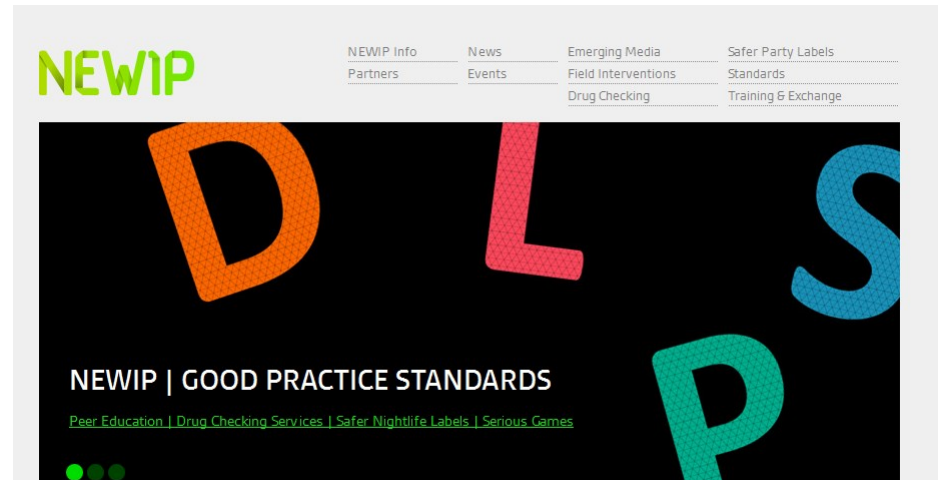 NEWIP
NEWIP Info
Partners
News
Events
Emerging Media
Field Interventions
Drug Checking
Safer Party Labels
Standards
Training & Exchange
D L S
P
NEWIP | GOOD PRACTICE STANDARDS
Peer Education | Drug Checking Services | Safer Nightlife Labels | Serious Games